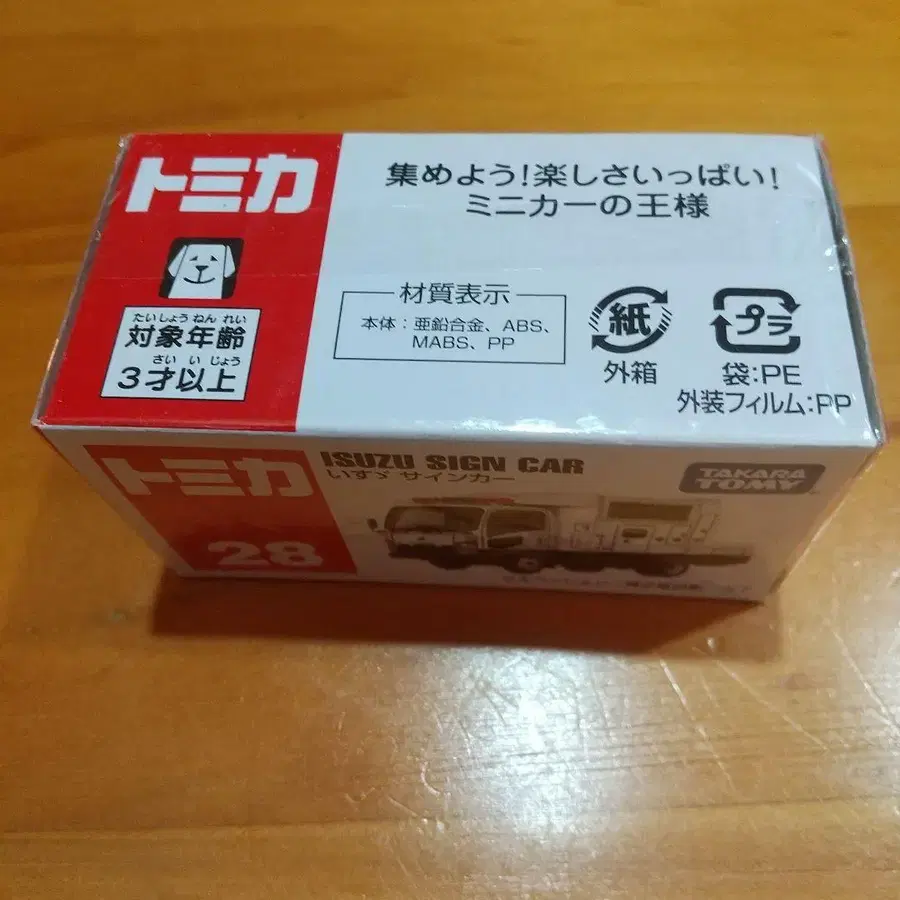 トミカ
集めよう!楽しさいっぱい!
ミニカーの王様
たいしょう ねん れい
対象年齢
さい い じょう
3才以上
材質表示
本体:亜鉛合金、ABS、
MABS、PP
紙
外箱
プラ
袋:PE
外装フィルム:PP
トミカ
28
ISUZU SIGN CAR
いすゞ サインカー
TAKARA
TOMY